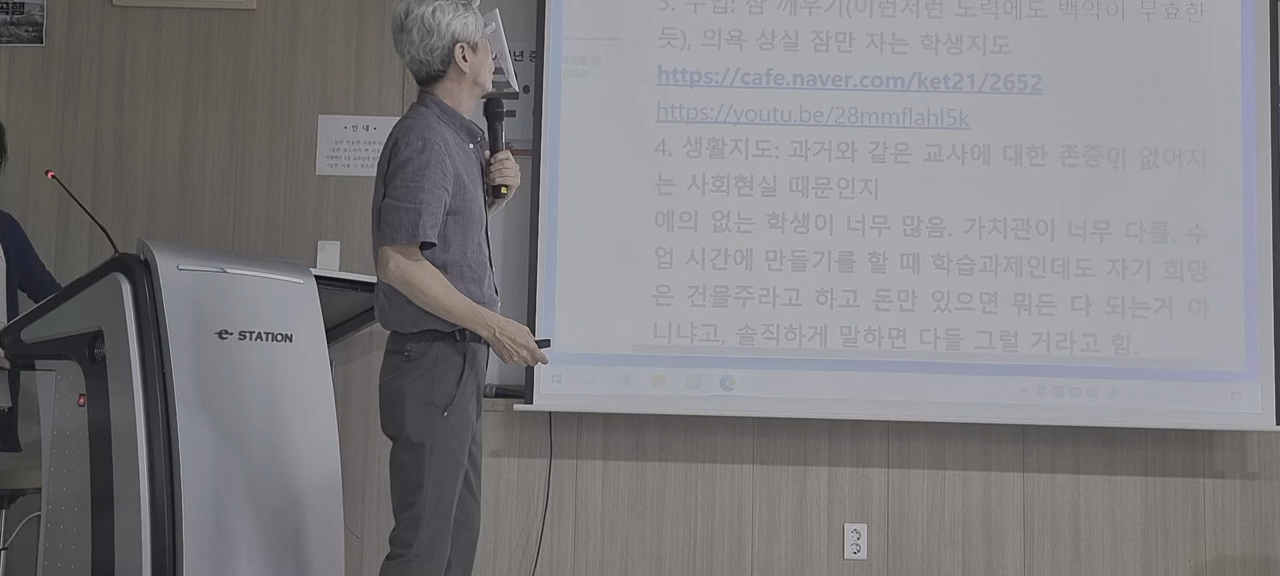 곡행
• 안 내 •
년 중
e STATION
3. 수업: 잠 깨우기(이런저런 노력에도 백약이 무효한
듯), 의욕 상실 잠만 자는 학생지도
https://cafe.naver.com/ket21/2652
https://youtu.be/28mmflahl5k
4. 생활지도: 과거와 같은 교사에 대한 존중이 없어지
는 사회현실 때문인지
예의 없는 학생이 너무 많음. 가치관이 너무 다름. 수
업 시간에 만들기를 할 때 학습과제인데도 자기 희망
은 건물주라고 하고 돈만 있으면 뭐든 다 되는거 아
니냐고, 솔직하게 말하면 다들 그럴 거라고 함.